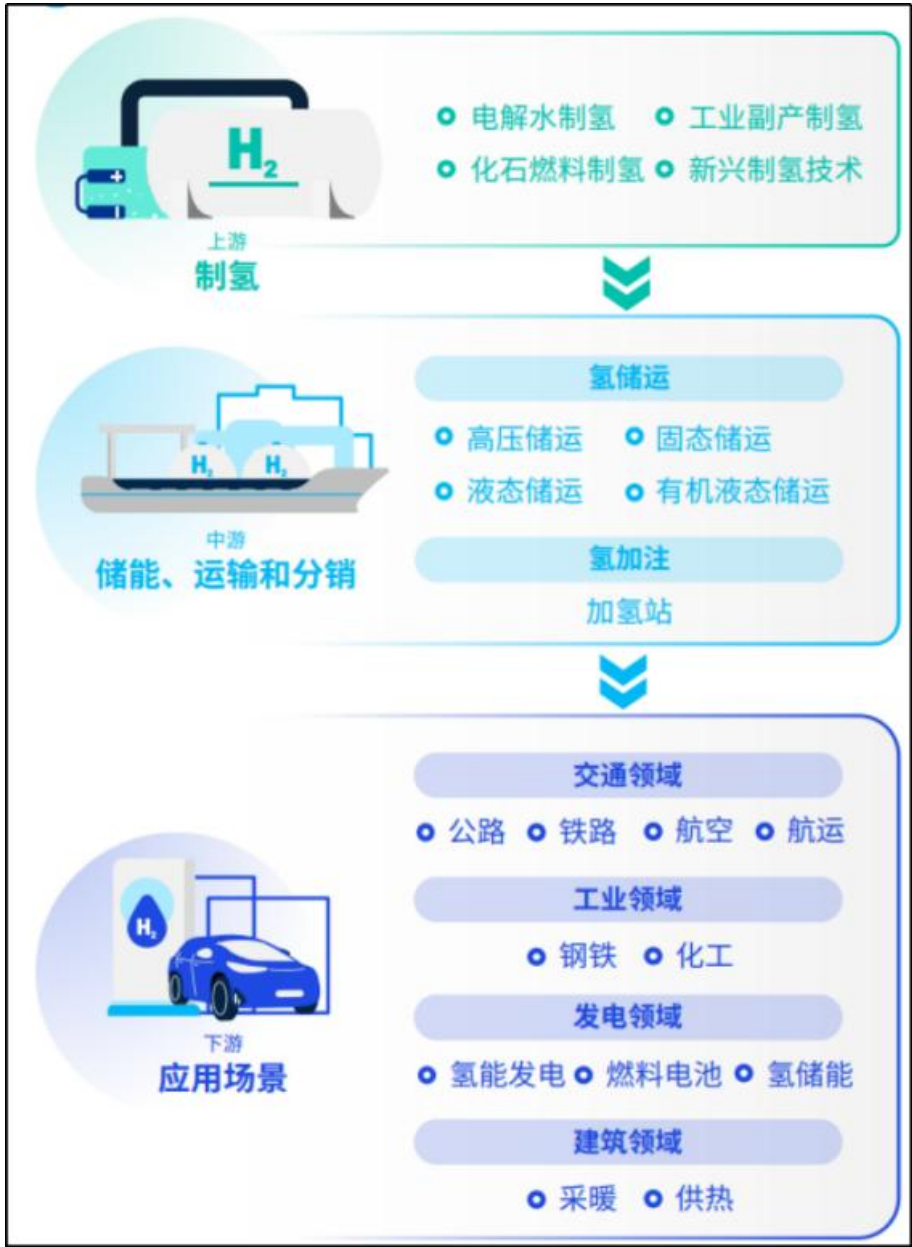 H₂
电解水制氢 工业副产制氢
化石燃料制氢 新兴制氢技术
上游
制氢
氢储运
高压储运 固态储运
液态储运 有机液态储运
H₂ H₂
中游
储能、运输和分销
氢加注
加氢站
交通领域
公路 铁路 航空 航运
工业领域
钢铁 化工
H₂
发电领域
下游
应用场景
氢能发电 燃料电池 氢储能
建筑领域
采暖 供热